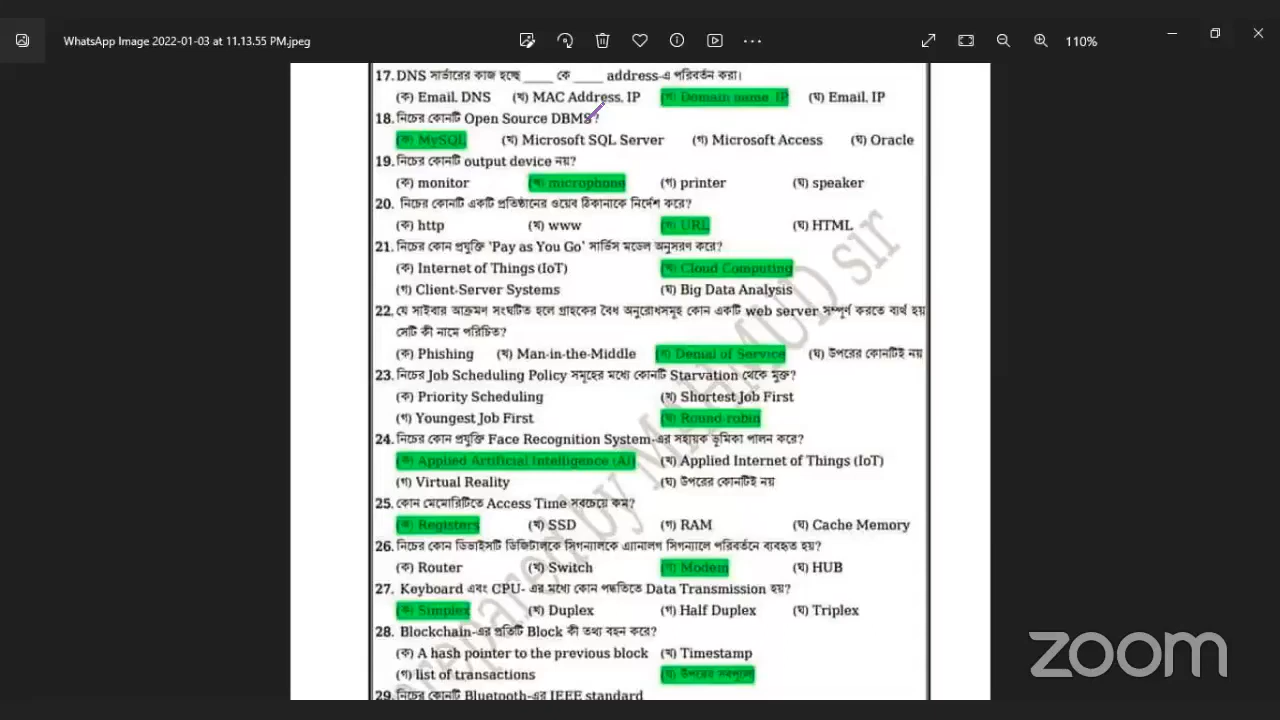 WhatsApp Image 2022-01-03 at 11.13.55 PM.jpeg
110%
17. DNS সার্ভারের কাজ হচ্ছে ____ কে ____ address-এ পরিবর্তন করা।
(ক) Email. DNS (খ) MAC Address. IP (গ) Domain name. IP (ঘ) Email. IP
18. নিচের কোনটি Open Source DBMS?
(ক) MySQL (খ) Microsoft SQL Server (গ) Microsoft Access (ঘ) Oracle
19. নিচের কোনটি output device নয়?
(ক) monitor (খ) microphone (গ) printer (ঘ) speaker
20. নিচের কোনটি একটি প্রতিষ্ঠানের ওয়েব ঠিকানাকে নির্দেশ করে?
(ক) http (খ) www (গ) URL (ঘ) HTML
21. নিচের কোন প্রযুক্তি 'Pay as You Go' সার্ভিস মডেল অনুসরণ করে?
(ক) Internet of Things (IoT) (খ) Cloud Computing
(গ) Client-Server Systems (ঘ) Big Data Analysis
22. যে সাইবার আক্রমণ সংঘটিত হলে গ্রাহকের বৈধ অনুরোধসমূহ কোন একটি web server সম্পূর্ণ করতে ব্যর্থ হয়
সেটি কী নামে পরিচিত?
(ক) Phishing (খ) Man-in-the-Middle (গ) Denial of Service (ঘ) উপরের কোনটিই নয়
23. নিচের Job Scheduling Policy সমূহের মধ্যে কোনটি Starvation থেকে মুক্ত?
(ক) Priority Scheduling (খ) Shortest Job First
(গ) Youngest Job First (ঘ) Round-robin
24. নিচের কোন প্রযুক্তি Face Recognition System-এর সহায়ক ভূমিকা পালন করে?
(ক) Applied Artificial Intelligence (AI) (খ) Applied Internet of Things (IoT)
(গ) Virtual Reality (ঘ) উপরের কোনটিই নয়
25. কোন মেমোরিটিতে Access Time সবচেয়ে কম?
(ক) Registers (খ) SSD (গ) RAM (ঘ) Cache Memory
26. নিচের কোন ডিভাইসটি ডিজিটালকে সিগন্যালকে এ্যানালগ সিগন্যালে পরিবর্তনে ব্যবহৃত হয়?
(ক) Router (খ) Switch (গ) Modem (ঘ) HUB
27. Keyboard এবং CPU- এর মধ্যে কোন পদ্ধতিতে Data Transmission হয়?
(ক) Simplex (খ) Duplex (গ) Half Duplex (ঘ) Triplex
28. Blockchain-এর প্রতিটি Block কী তথ্য বহন করে?
(ক) A hash pointer to the previous block (খ) Timestamp
(গ) list of transactions (ঘ) উপরের সবগুলো
29. নিচের কোনটি Bluetooth-এর IEEE standard
prepared by MAHMUD sir
zoom